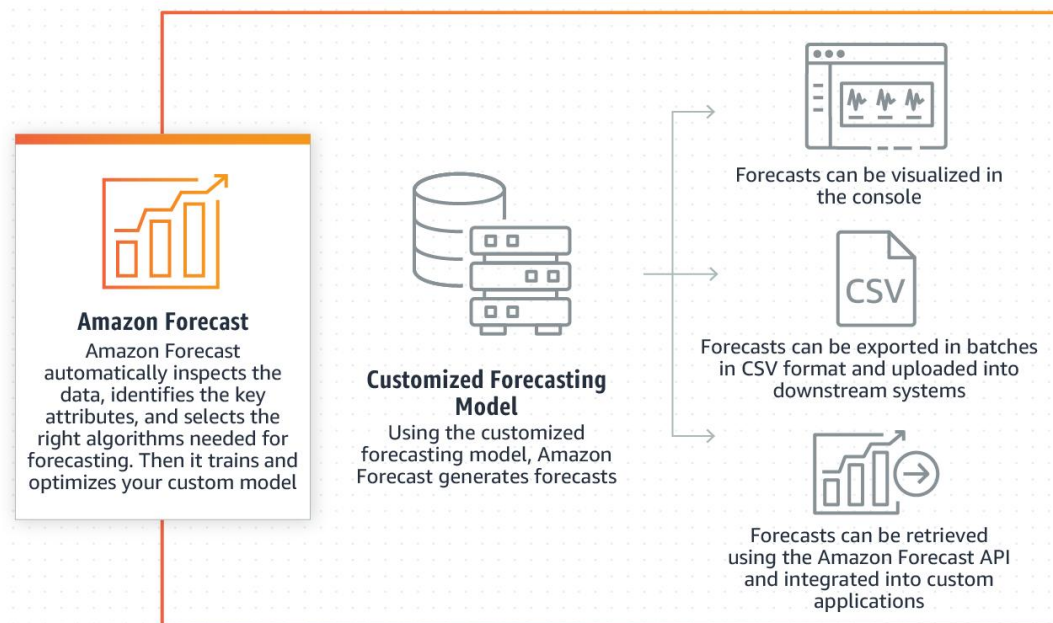 Amazon Forecast
Amazon Forecast
automatically inspects the
data, identifies the key
attributes, and selects the
right algorithms needed for
forecasting. Then it trains and
optimizes your custom model
Customized Forecasting
Model
Using the customized
forecasting model, Amazon
Forecast generates forecasts
Forecasts can be visualized in
the console
CSV
Forecasts can be exported in batches
in CSV format and uploaded into
downstream systems
Forecasts can be retrieved
using the Amazon Forecast API
and integrated into custom
applications